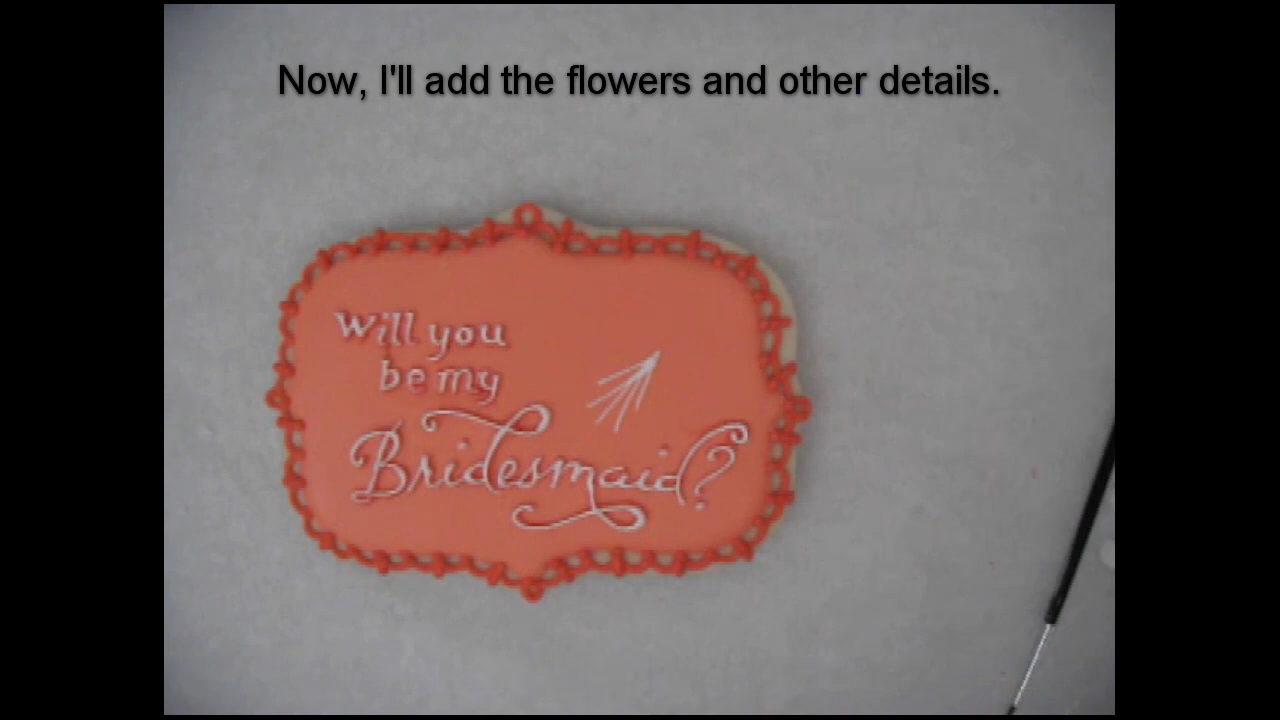 Now, I'll add the flowers and other details.
Will you
be my
Bridesmaid?